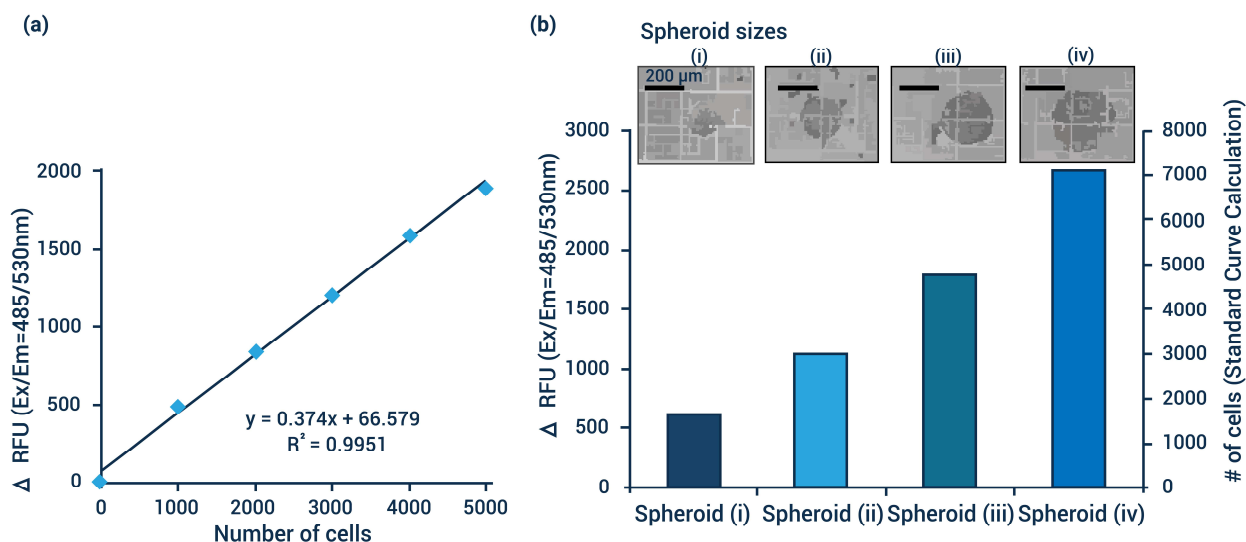 (a)
2000
1500
1000
500
0
Δ RFU (Ex/Em=485/530nm)
y = 0.374x + 66.579
R² = 0.9951
0 1000 2000 3000 4000 5000
Number of cells
(b)
Spheroid sizes
(i) (ii) (iii) (iv)
200 µm
3000
2500
2000
1500
1000
500
0
Δ RFU (Ex/Em=485/530nm)
8000
7000
6000
5000
4000
3000
2000
1000
0
# of cells (Standard Curve Calculation)
Spheroid (i) Spheroid (ii) Spheroid (iii) Spheroid (iv)